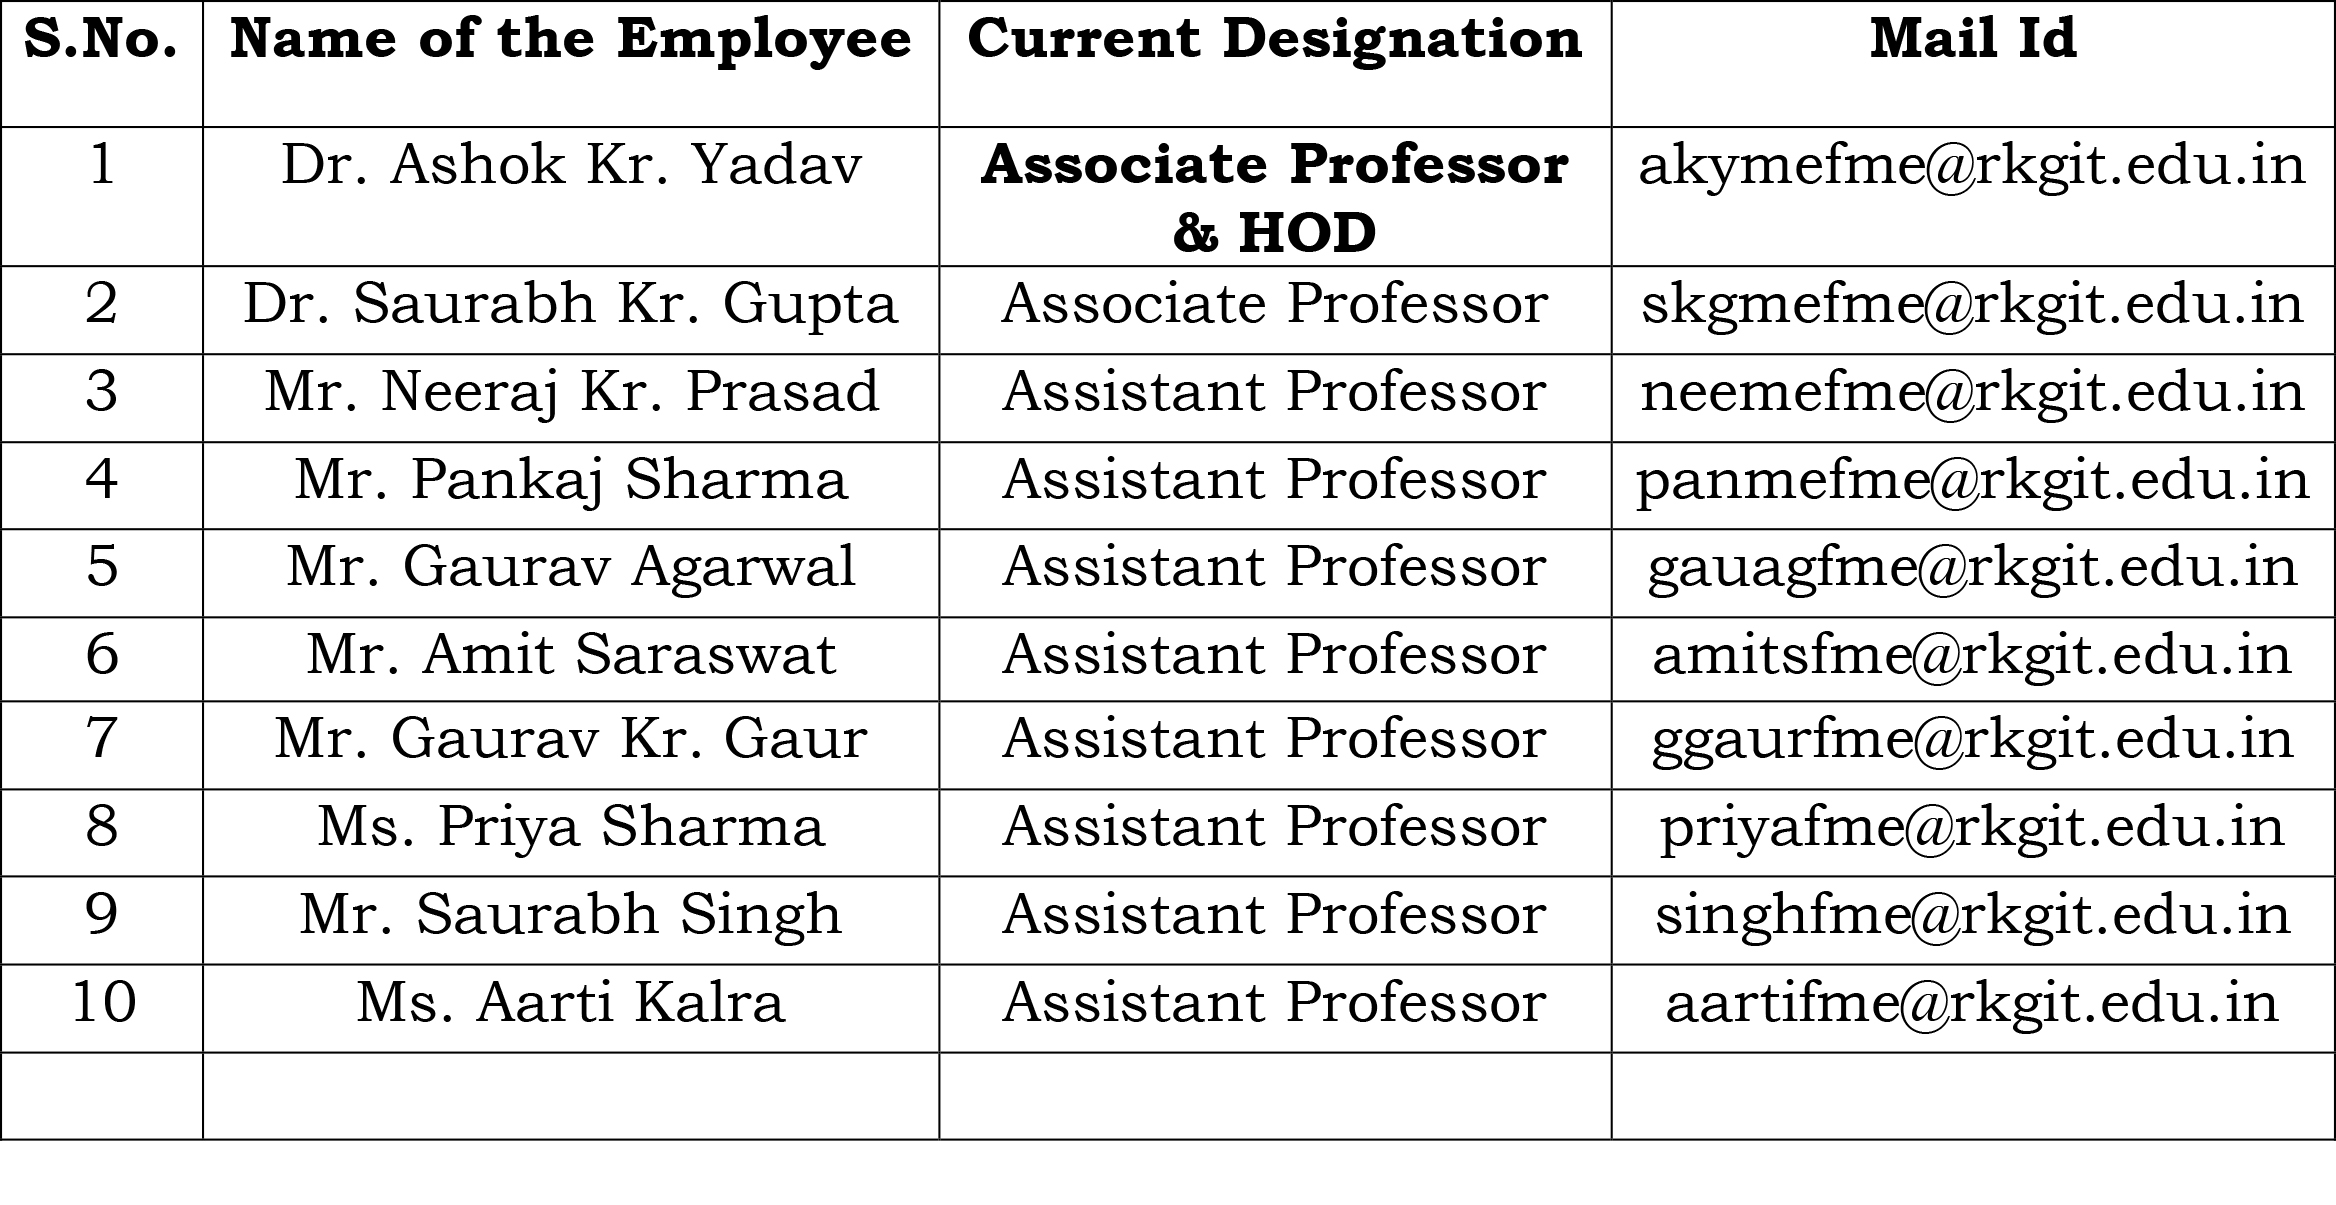 S.No. Name of the Employee Current Designation Mail Id
1 Dr. Ashok Kr. Yadav Associate Professor akymefme@rkgit.edu.in
& HOD
2 Dr. Saurabh Kr. Gupta Associate Professor skgmefme@rkgit.edu.in
3 Mr. Neeraj Kr. Prasad Assistant Professor neemefme@rkgit.edu.in
4 Mr. Pankaj Sharma Assistant Professor panmefme@rkgit.edu.in
5 Mr. Gaurav Agarwal Assistant Professor gauagfme@rkgit.edu.in
6 Mr. Amit Saraswat Assistant Professor amitsfme@rkgit.edu.in
7 Mr. Gaurav Kr. Gaur Assistant Professor ggaurfme@rkgit.edu.in
8 Ms. Priya Sharma Assistant Professor priyafme@rkgit.edu.in
9 Mr. Saurabh Singh Assistant Professor singhfme@rkgit.edu.in
10 Ms. Aarti Kalra Assistant Professor aartifme@rkgit.edu.in